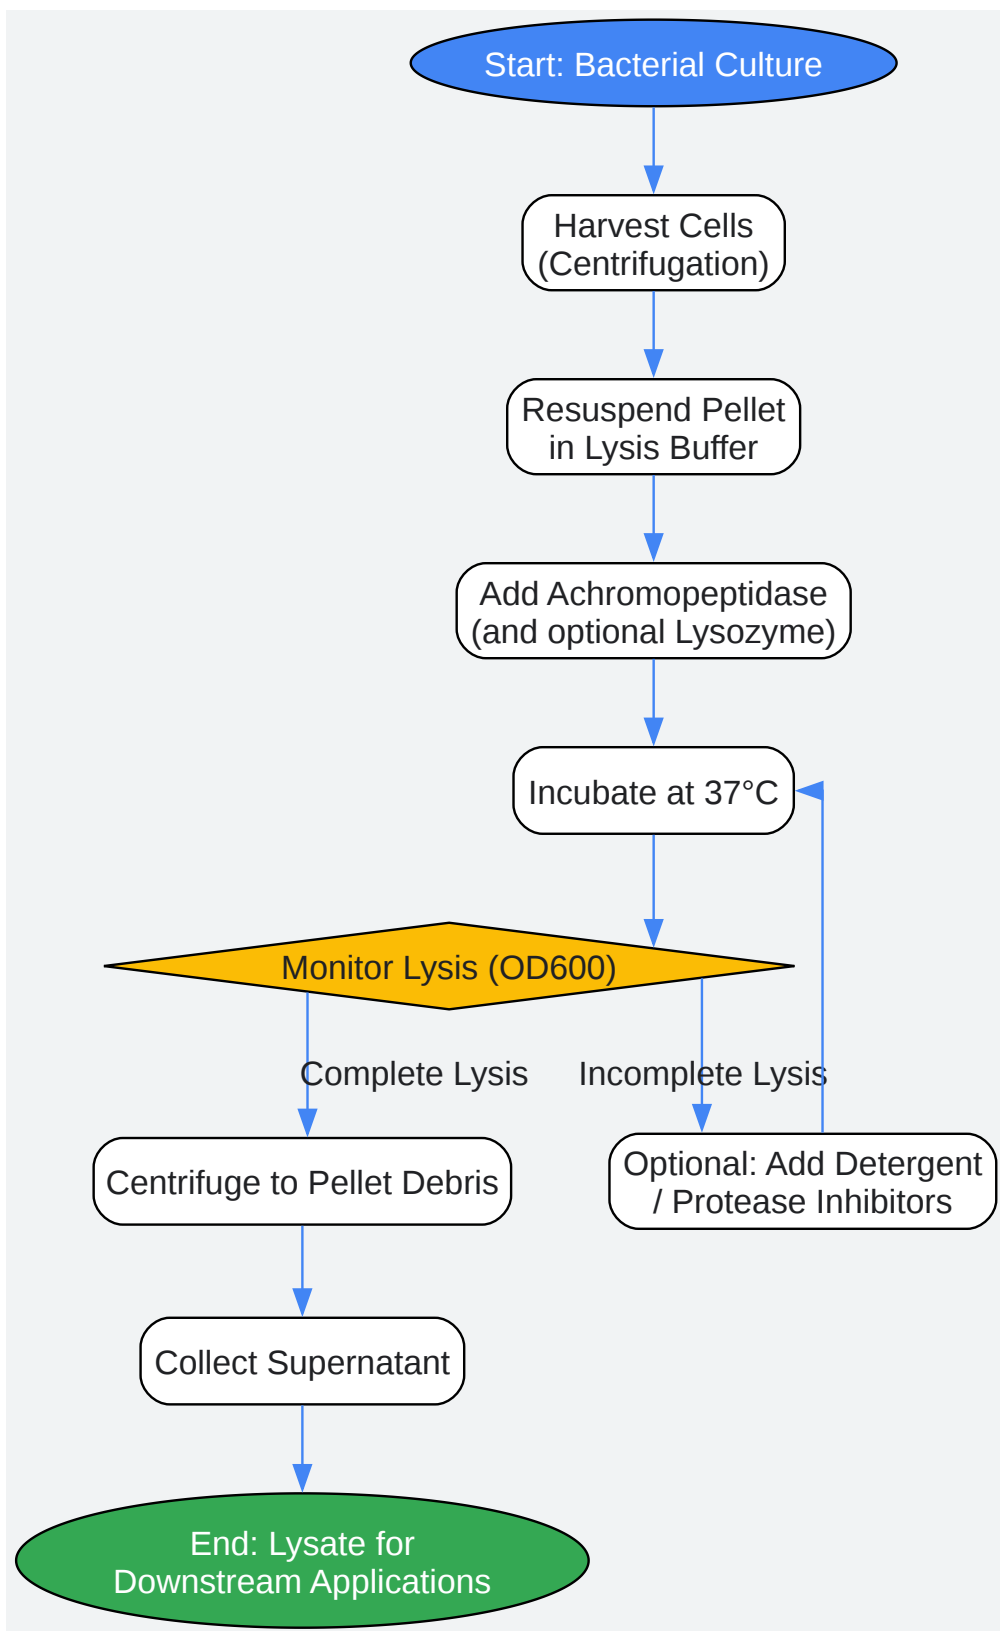 Start: Bacterial Culture
Harvest Cells
(Centrifugation)
Resuspend Pellet
in Lysis Buffer
Add Achromopeptidase
(and optional Lysozyme)
Incubate at 37°C
Monitor Lysis (OD600)
Complete Lysis
Incomplete Lysis
Centrifuge to Pellet Debris
Optional: Add Detergent
/ Protease Inhibitors
Collect Supernatant
End: Lysate for
Downstream Applications